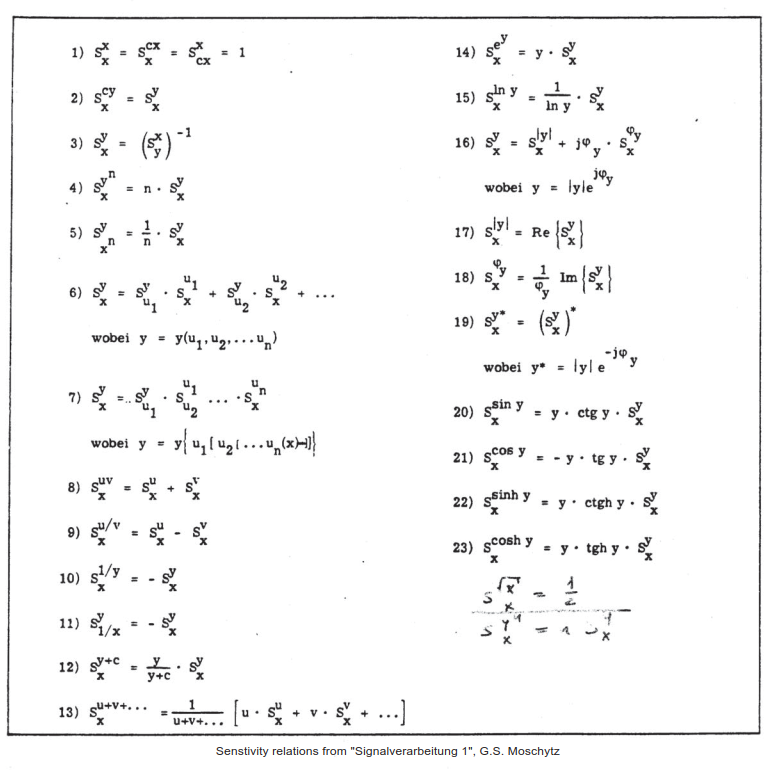 1) S_x^x = S_x^{cx} = S_{cx}^x = 1
2) S_x^{cy} = S_x^y
3) S_x^y = (S_y^x)^{-1}
4) S_x^{y^n} = n · S_x^y
5) S_{x^n}^y = 1/n · S_x^y
6) S_x^y = S_{u_1}^y · S_x^{u_1} + S_{u_2}^y · S_x^{u_2} + ...
wobei y = y(u_1,u_2,...u_n)
7) S_x^y = S_{u_1}^y · S_{u_2}^{u_1} ... · S_x^{u_n}
wobei y = y{u_1[u_2[...u_n(x)...]]}
8) S_x^{uv} = S_x^u + S_x^v
9) S_x^{u/v} = S_x^u - S_x^v
10) S_x^{1/y} = - S_x^y
11) S_{1/x}^y = - S_x^y
12) S_x^{y+c} = y/(y+c) · S_x^y
13) S_x^{u+v+...} = 1/(u+v+...) [u · S_x^u + v · S_x^v + ...]
14) S_x^{e^y} = y · S_x^y
15) S_x^{ln y} = 1/(ln y) · S_x^y
16) S_x^y = S_x^{|y|} + jφ_y · S_x^{φ_y}
wobei y = |y|e^{jφ_y}
17) S_x^{|y|} = Re {S_x^y}
18) S_x^{φ_y} = 1/φ_y Im {S_x^y}
19) S_x^{y*} = (S_x^y)^*
wobei y* = |y| e^{-jφ_y}
20) S_x^{sin y} = y · ctg y · S_x^y
21) S_x^{cos y} = - y · tg y · S_x^y
22) S_x^{sinh y} = y · ctgh y · S_x^y
23) S_x^{cosh y} = y · tgh y · S_x^y
S_x^{√x} = 1/2
Senstivity relations from "Signalverarbeitung 1", G.S. Moschytz